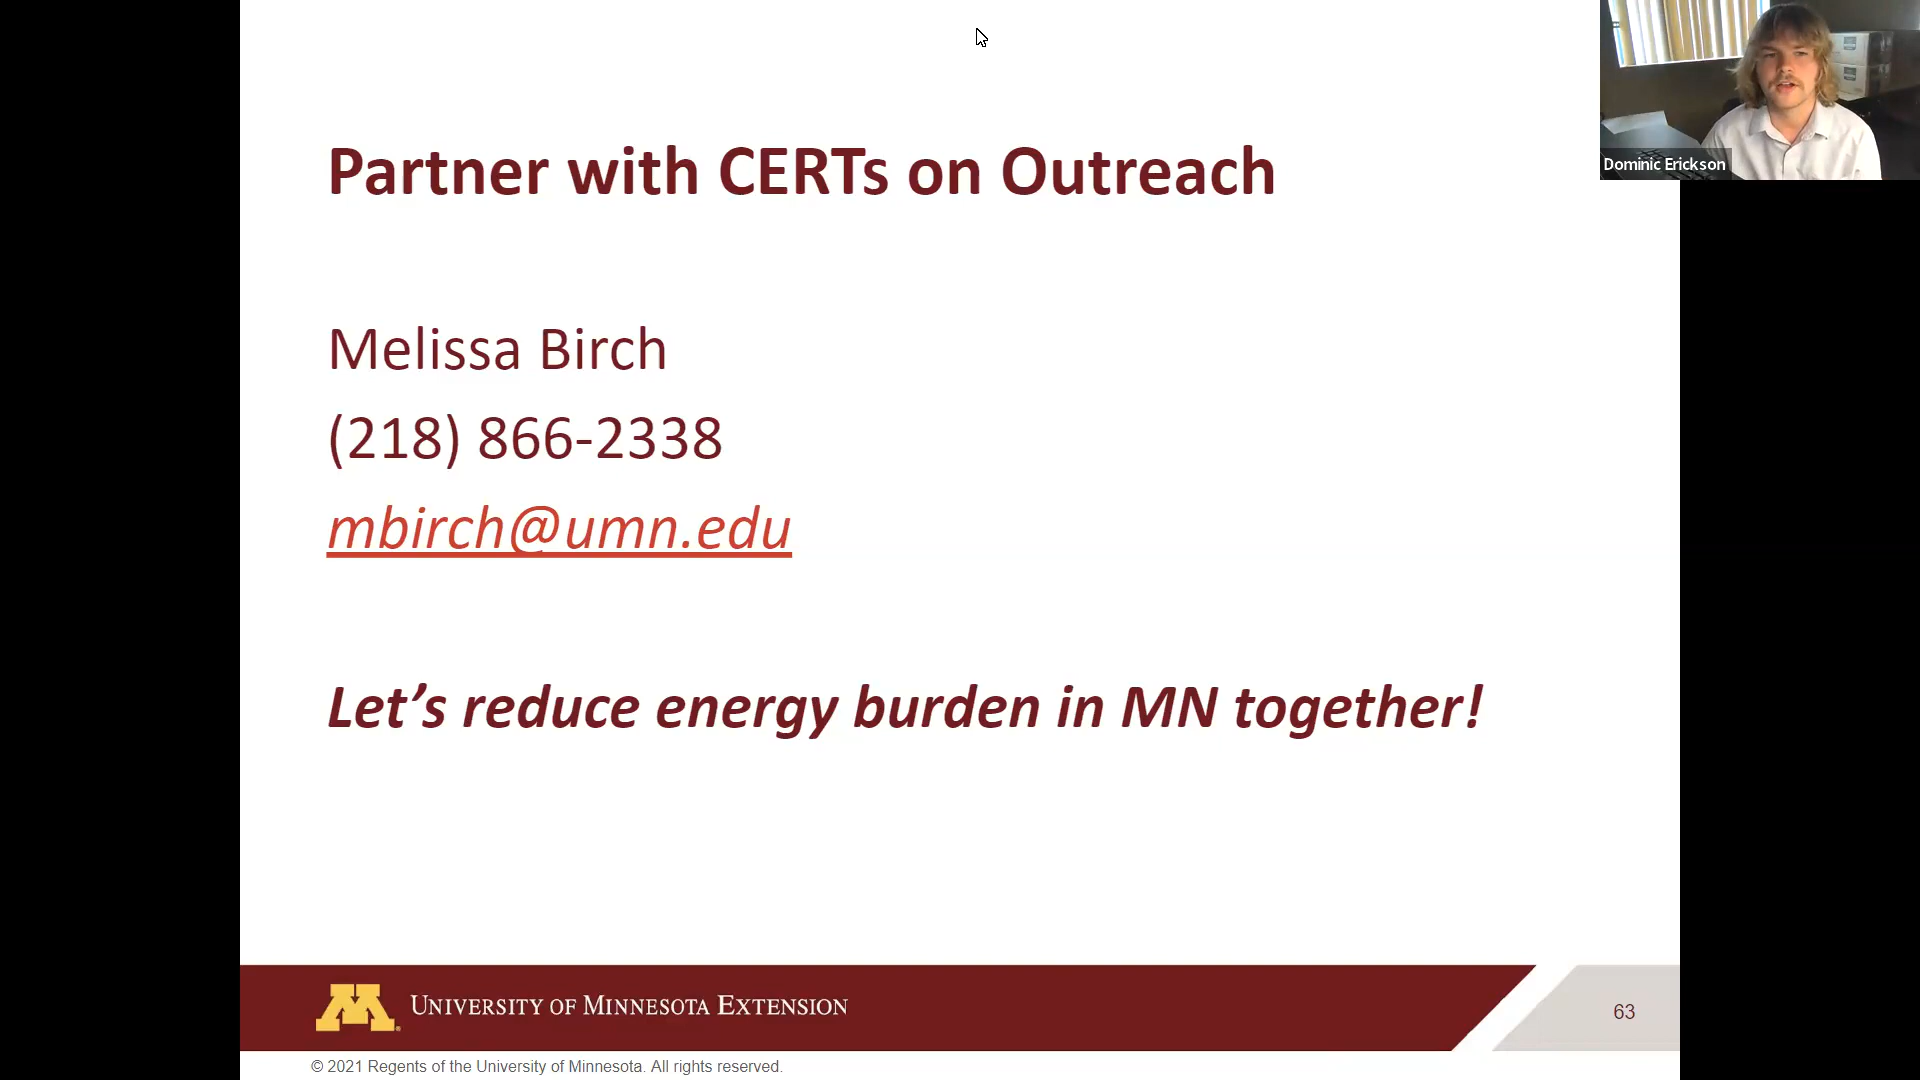 Partner with CERTs on Outreach
Dominic Erickson
Melissa Birch
(218) 866-2338
mbirch@umn.edu
Let’s reduce energy burden in MN together!
M
UNIVERSITY OF MINNESOTA EXTENSION
63
© 2021 Regents of the University of Minnesota. All rights reserved.